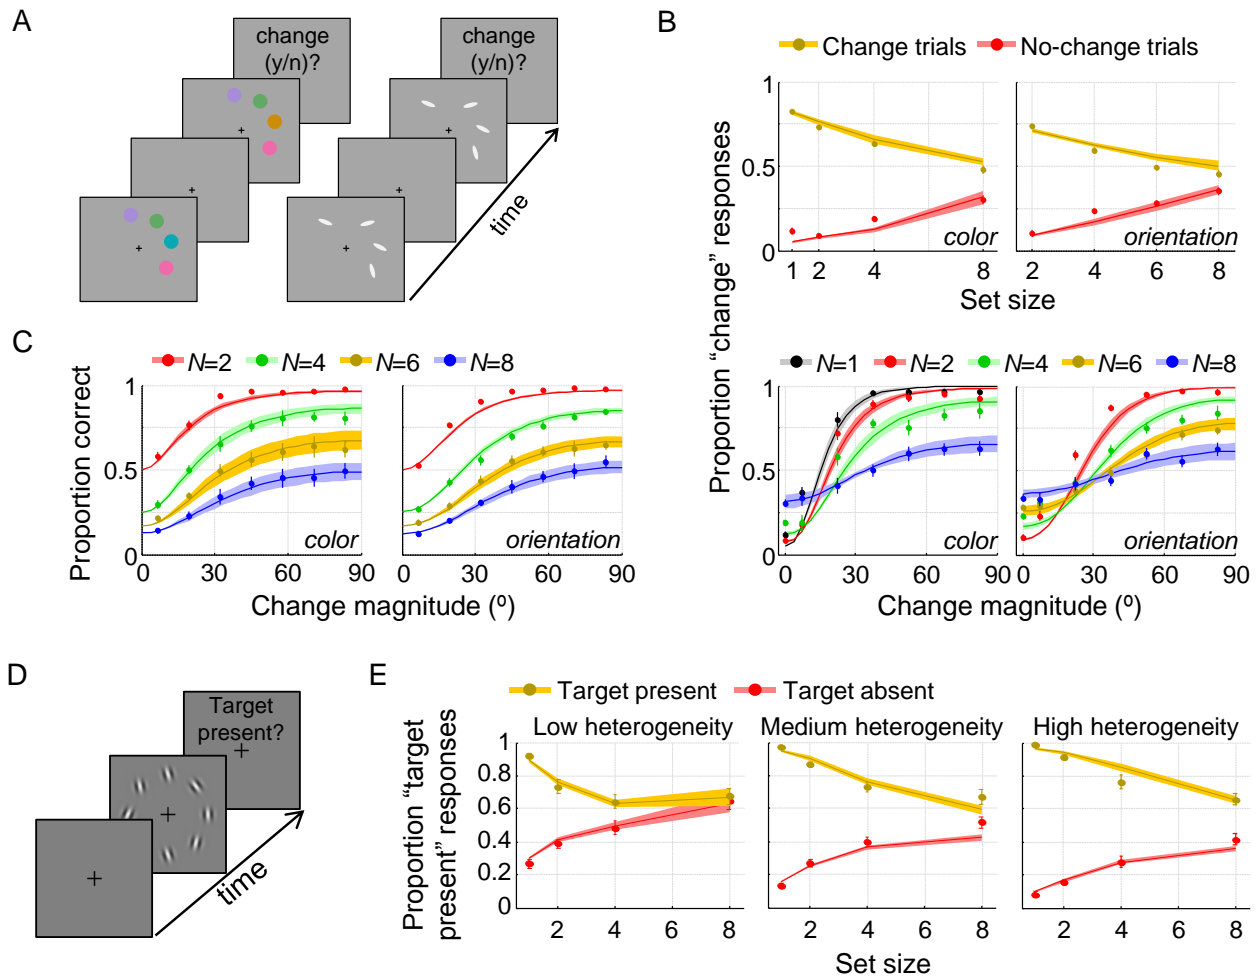 A
change
(y/n)?
change
(y/n)?
time
B
Change trials
No-change trials
Proportion “change” responses
1
0.5
0
color
orientation
1 2 4 8
2 4 6 8
Set size
N=1 N=2 N=4 N=6 N=8
1
0.5
0
color
orientation
0 30 60 90
0 30 60 90
Change magnitude (º)
C
N=2 N=4 N=6 N=8
Proportion correct
1
0.5
0
color
orientation
0 30 60 90
0 30 60 90
Change magnitude (º)
D
Target
present?
time
E
Target present
Target absent
Proportion “target
present” responses
Low heterogeneity
Medium heterogeneity
High heterogeneity
1
0.8
0.6
0.4
0.2
0
2 4 6 8
2 4 6 8
2 4 6 8
Set size